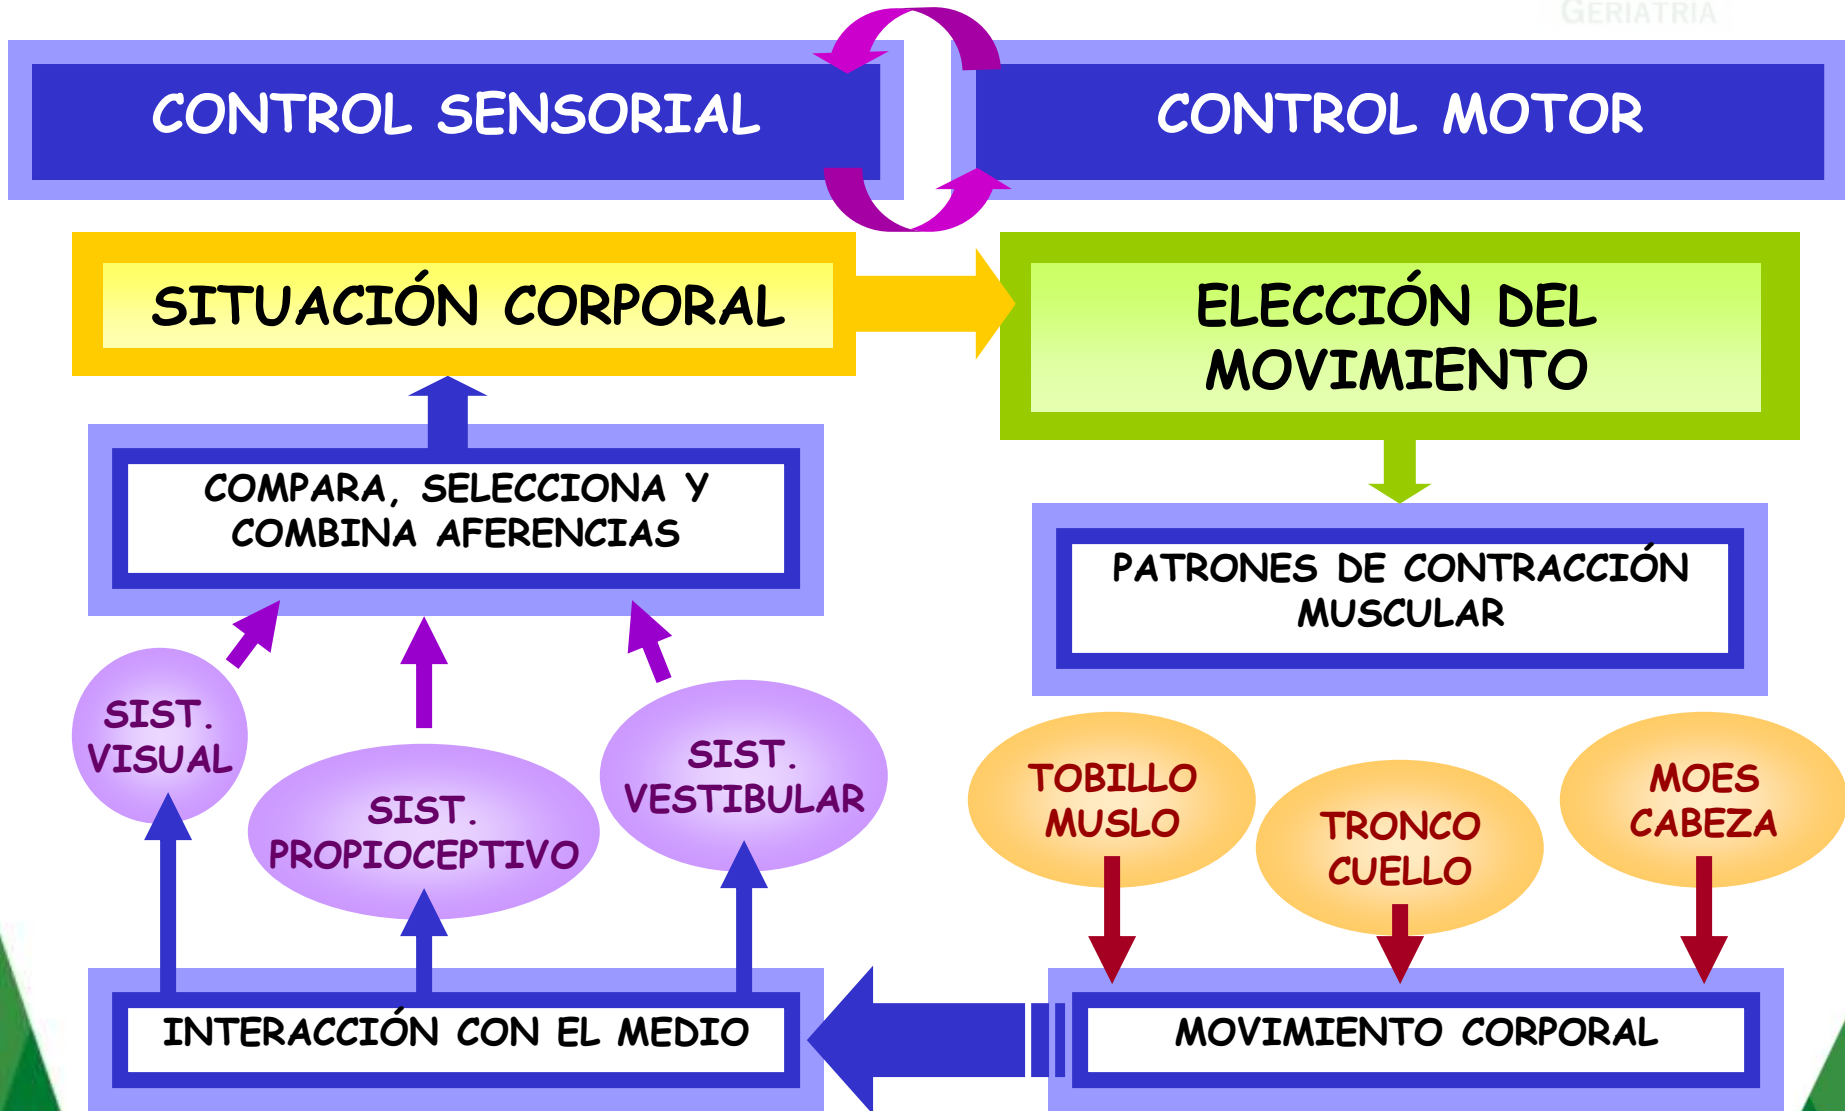 GERIATRIA
CONTROL SENSORIAL
CONTROL MOTOR
SITUACIÓN CORPORAL
ELECCIÓN DEL
MOVIMIENTO
COMPARA, SELECCIONA Y
COMBINA AFERENCIAS
PATRONES DE CONTRACCIÓN
MUSCULAR
SIST.
VISUAL
SIST.
PROPIOCEPTIVO
SIST.
VESTIBULAR
TOBILLO
MUSLO
TRONCO
CUELLO
MOES
CABEZA
INTERACCIÓN CON EL MEDIO
MOVIMIENTO CORPORAL